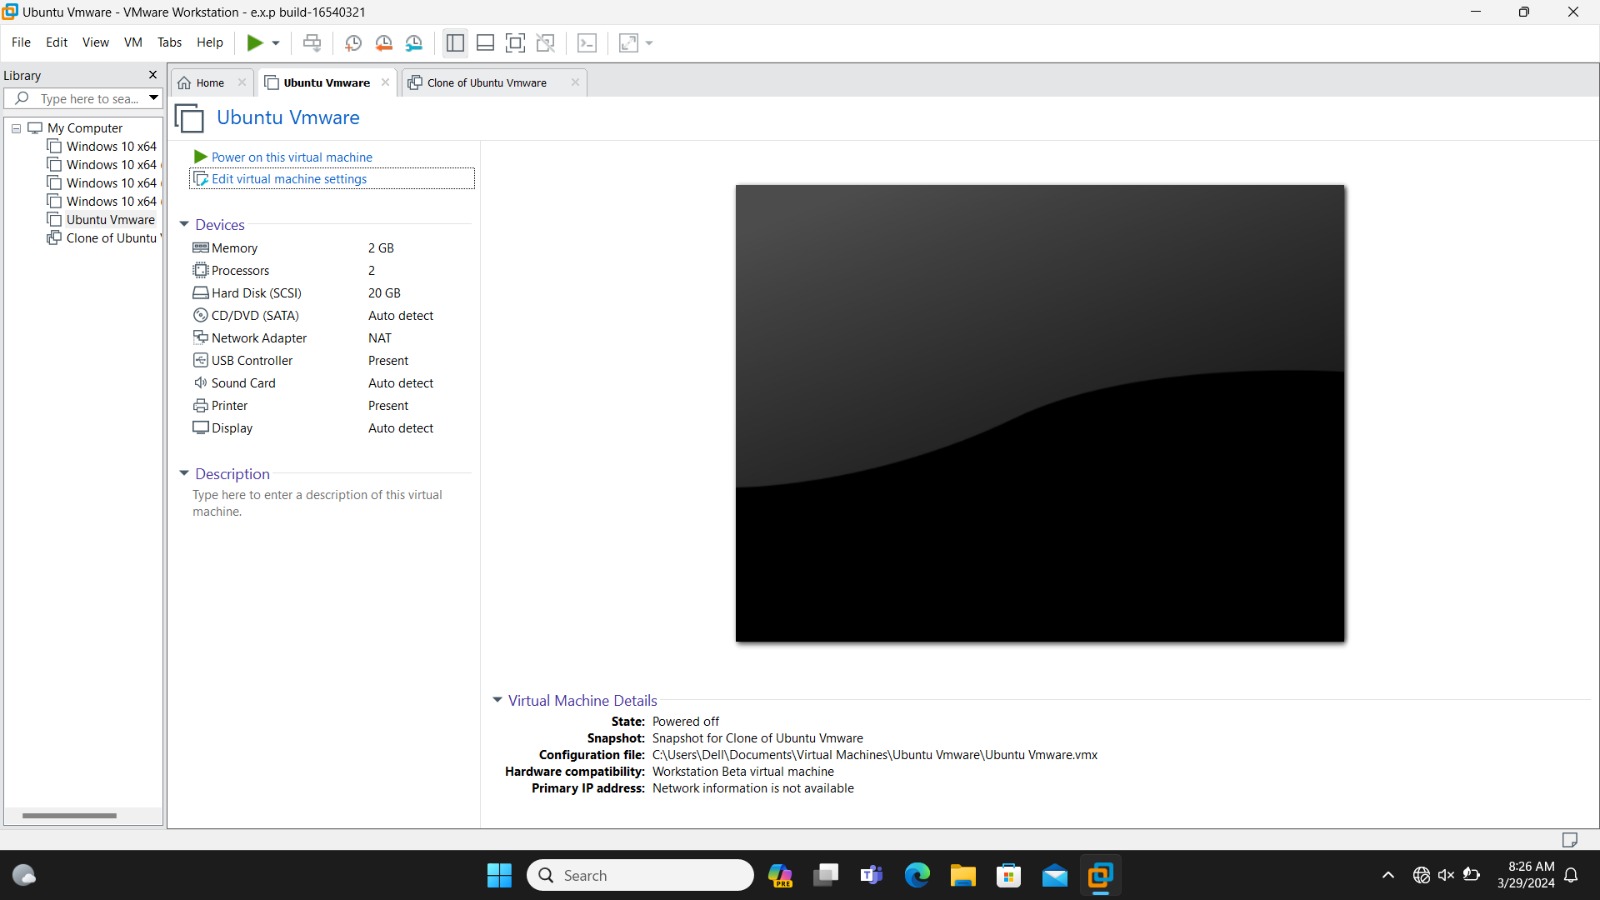 Ubuntu Vmware - VMware Workstation - e.x.p build-16540321
File Edit View VM Tabs Help
Library
Type here to sea...
My Computer
Windows 10 x64
Windows 10 x64
Windows 10 x64
Windows 10 x64
Ubuntu Vmware
Clone of Ubuntu
Home
Ubuntu Vmware
Clone of Ubuntu Vmware
Ubuntu Vmware
Power on this virtual machine
Edit virtual machine settings
Devices
Memory 2 GB
Processors 2
Hard Disk (SCSI) 20 GB
CD/DVD (SATA) Auto detect
Network Adapter NAT
USB Controller Present
Sound Card Auto detect
Printer Present
Display Auto detect
Description
Type here to enter a description of this virtual
machine.
Virtual Machine Details
State: Powered off
Snapshot: Snapshot for Clone of Ubuntu Vmware
Configuration file: C:\Users\Dell\Documents\Virtual Machines\Ubuntu Vmware\Ubuntu Vmware.vmx
Hardware compatibility: Workstation Beta virtual machine
Primary IP address: Network information is not available
Search
PRE
8:26 AM
3/29/2024